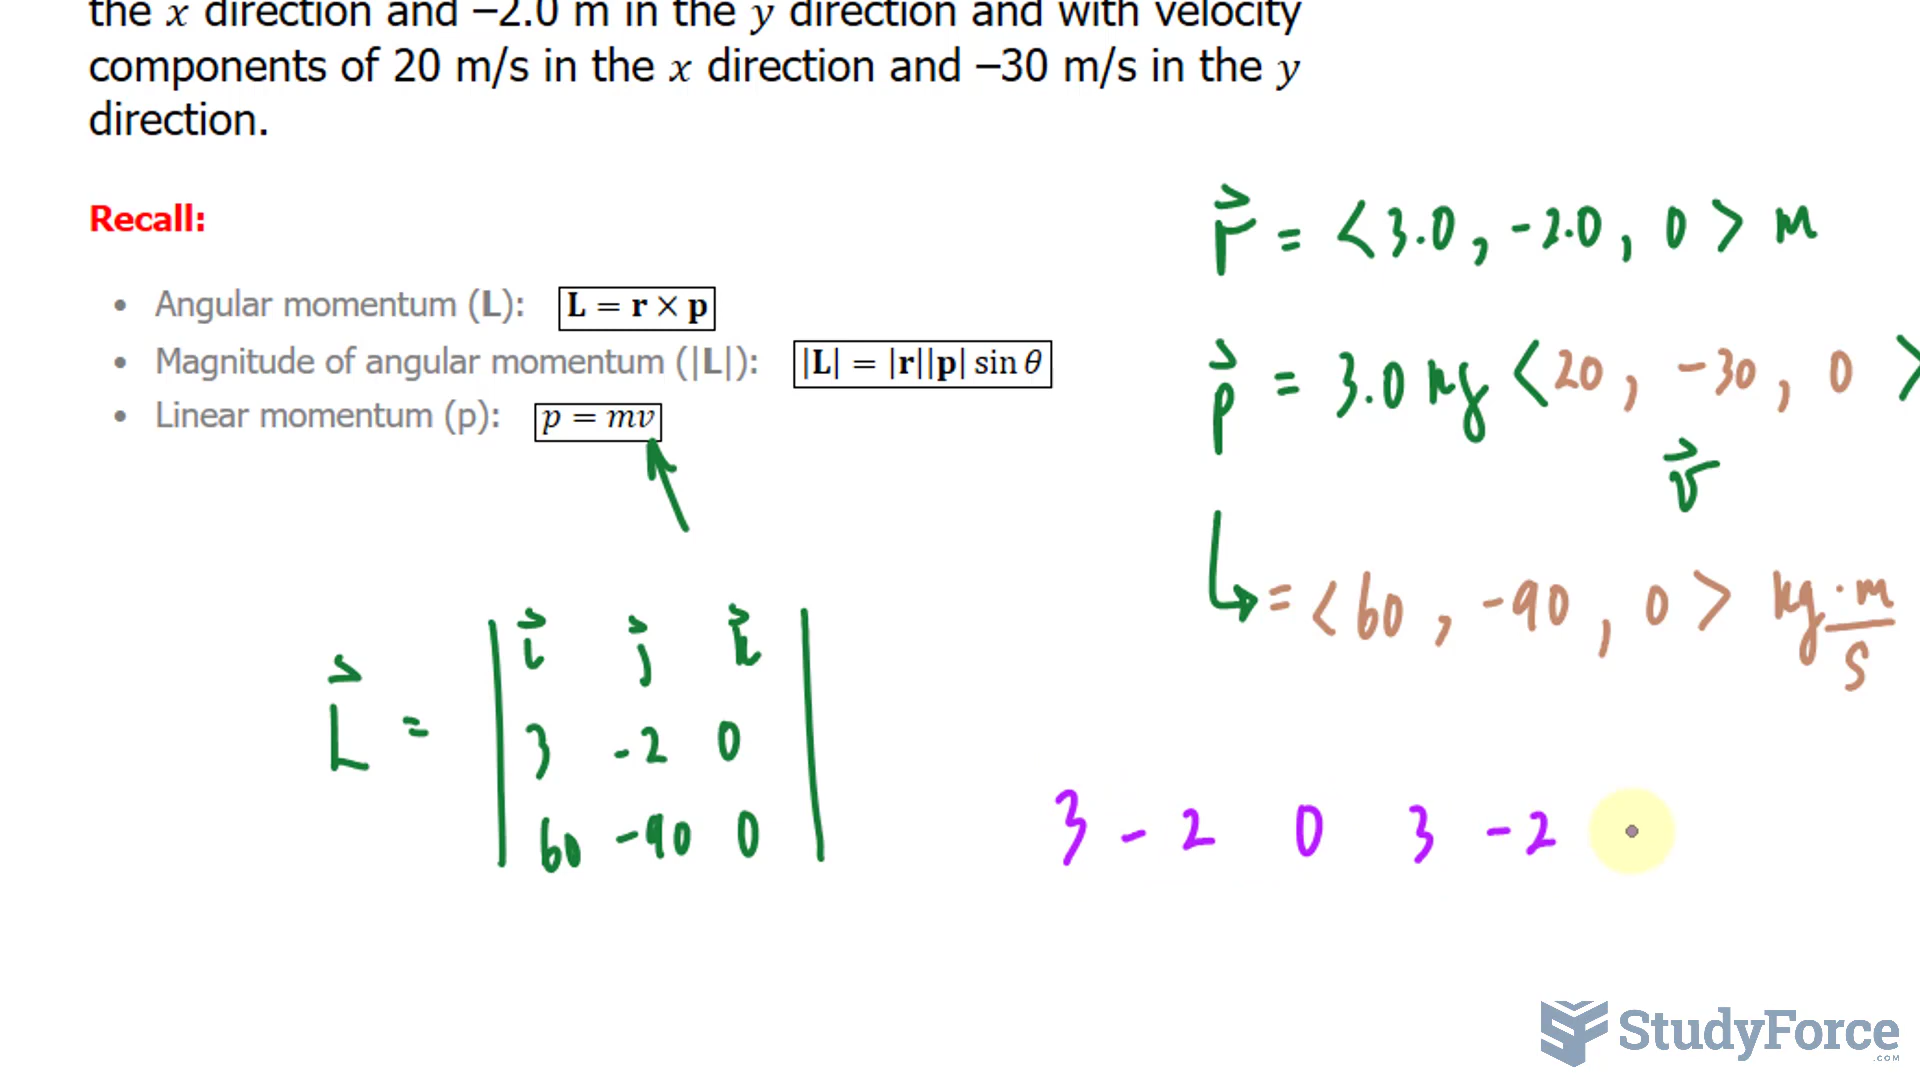 the x direction and –2.0 m in the y direction and with velocity
components of 20 m/s in the x direction and –30 m/s in the y
direction.
Recall:
• Angular momentum (L): L = r × p
• Magnitude of angular momentum (|L|): |L| = |r||p| sin θ
• Linear momentum (p): p = mv
r⃗ = <3.0, -2.0, 0> m
p⃗ = 3.0 kg <20, -30, 0>
v⃗
= <60, -90, 0> kg·m/s
L⃗ = | i⃗ j⃗ k⃗ |
3 -2 0
60 -90 0
3 -2 0 3 -2
StudyForce
.COM